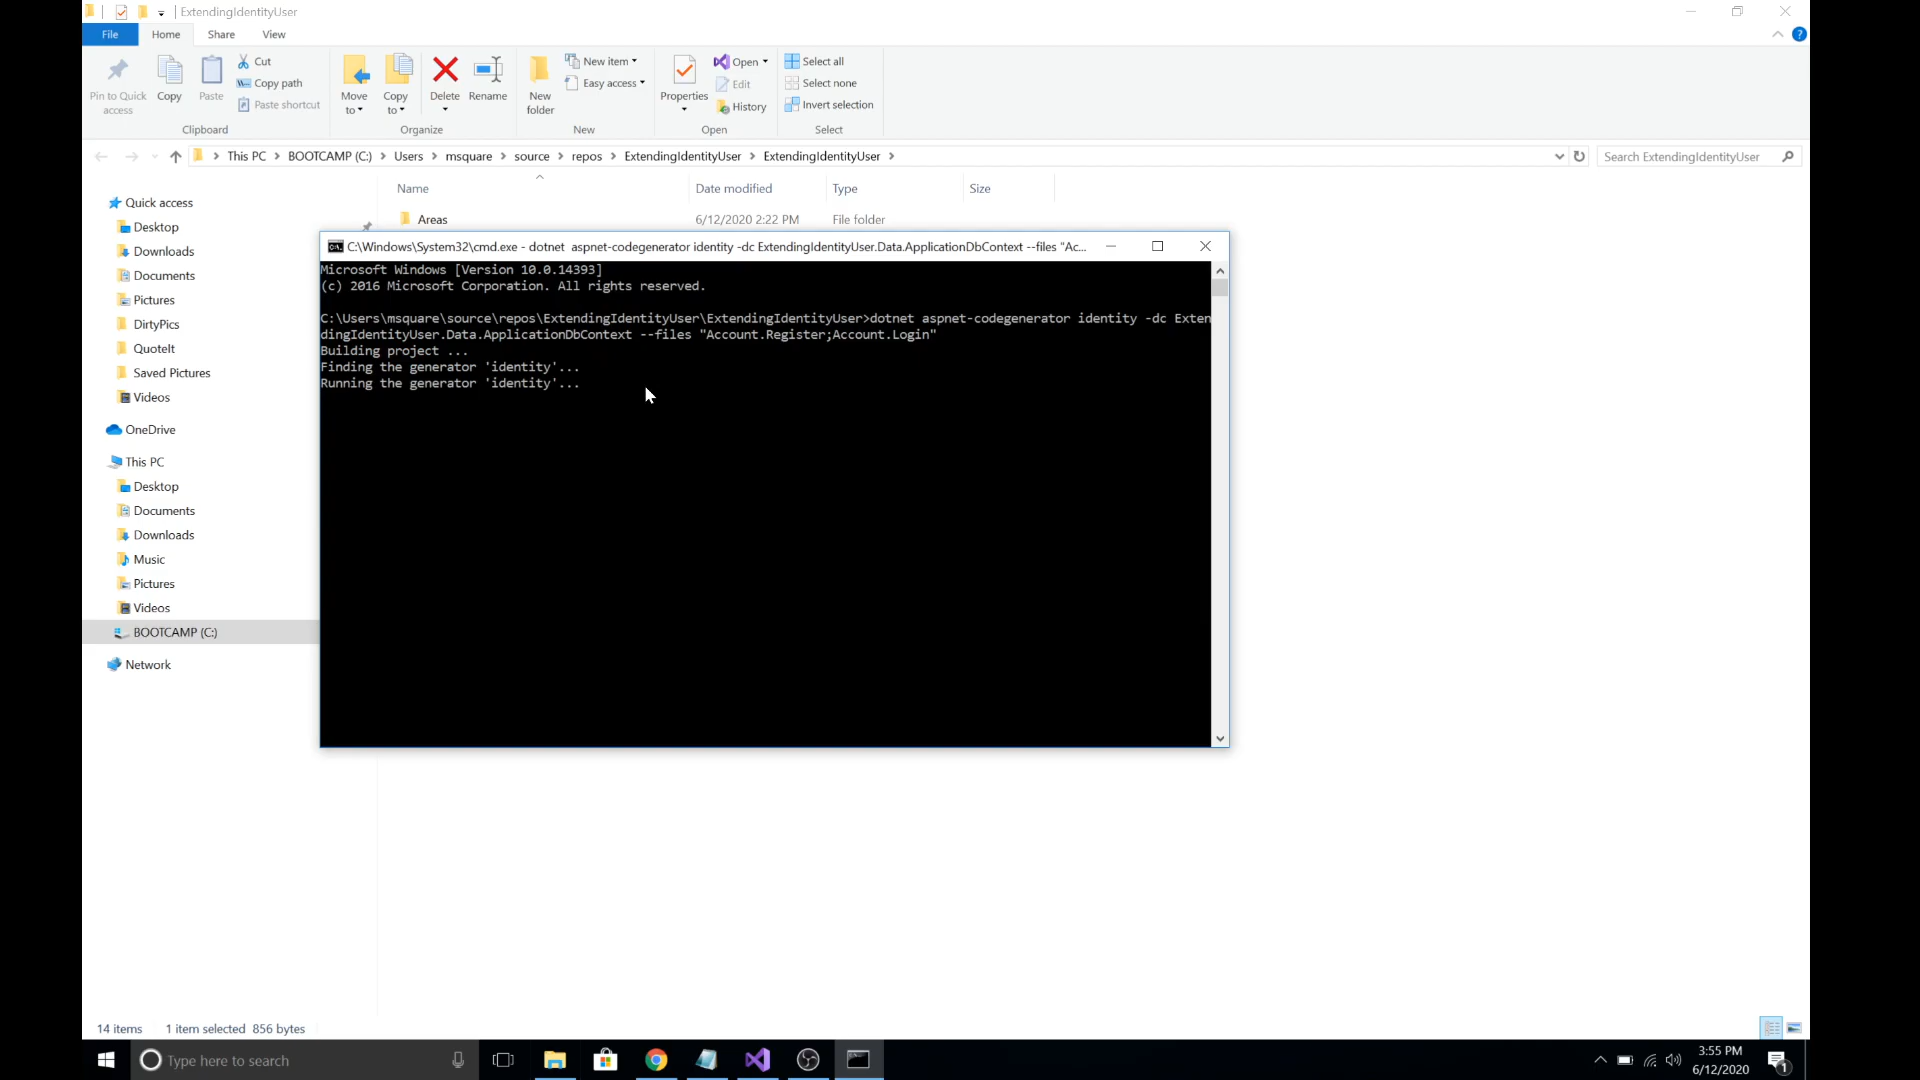 ExtendingIdentityUser
File Home Share View
Pin to Quick access
Copy
Paste
Cut
Copy path
Paste shortcut
Clipboard
Move to
Copy to
Delete
Rename
Organize
New folder
New item
Easy access
New
Properties
Open
Edit
History
Open
Select all
Select none
Invert selection
Select
This PC > BOOTCAMP (C:) > Users > msquare > source > repos > ExtendingIdentityUser > ExtendingIdentityUser >
Search ExtendingIdentityUser
Name Date modified Type Size
Areas 6/12/2020 2:22 PM File folder
Quick access
Desktop
Downloads
Documents
Pictures
DirtyPics
QuoteIt
Saved Pictures
Videos
OneDrive
This PC
Desktop
Documents
Downloads
Music
Pictures
Videos
BOOTCAMP (C:)
Network
C:\Windows\System32\cmd.exe - dotnet aspnet-codegenerator identity -dc ExtendingIdentityUser.Data.ApplicationDbContext --files "Ac...
Microsoft Windows [Version 10.0.14393]
(c) 2016 Microsoft Corporation. All rights reserved.
C:\Users\msquare\source\repos\ExtendingIdentityUser\ExtendingIdentityUser>dotnet aspnet-codegenerator identity -dc Exten
dingIdentityUser.Data.ApplicationDbContext --files "Account.Register;Account.Login"
Building project ...
Finding the generator 'identity'...
Running the generator 'identity'...
14 items 1 item selected 856 bytes
Type here to search
3:55 PM
6/12/2020
1